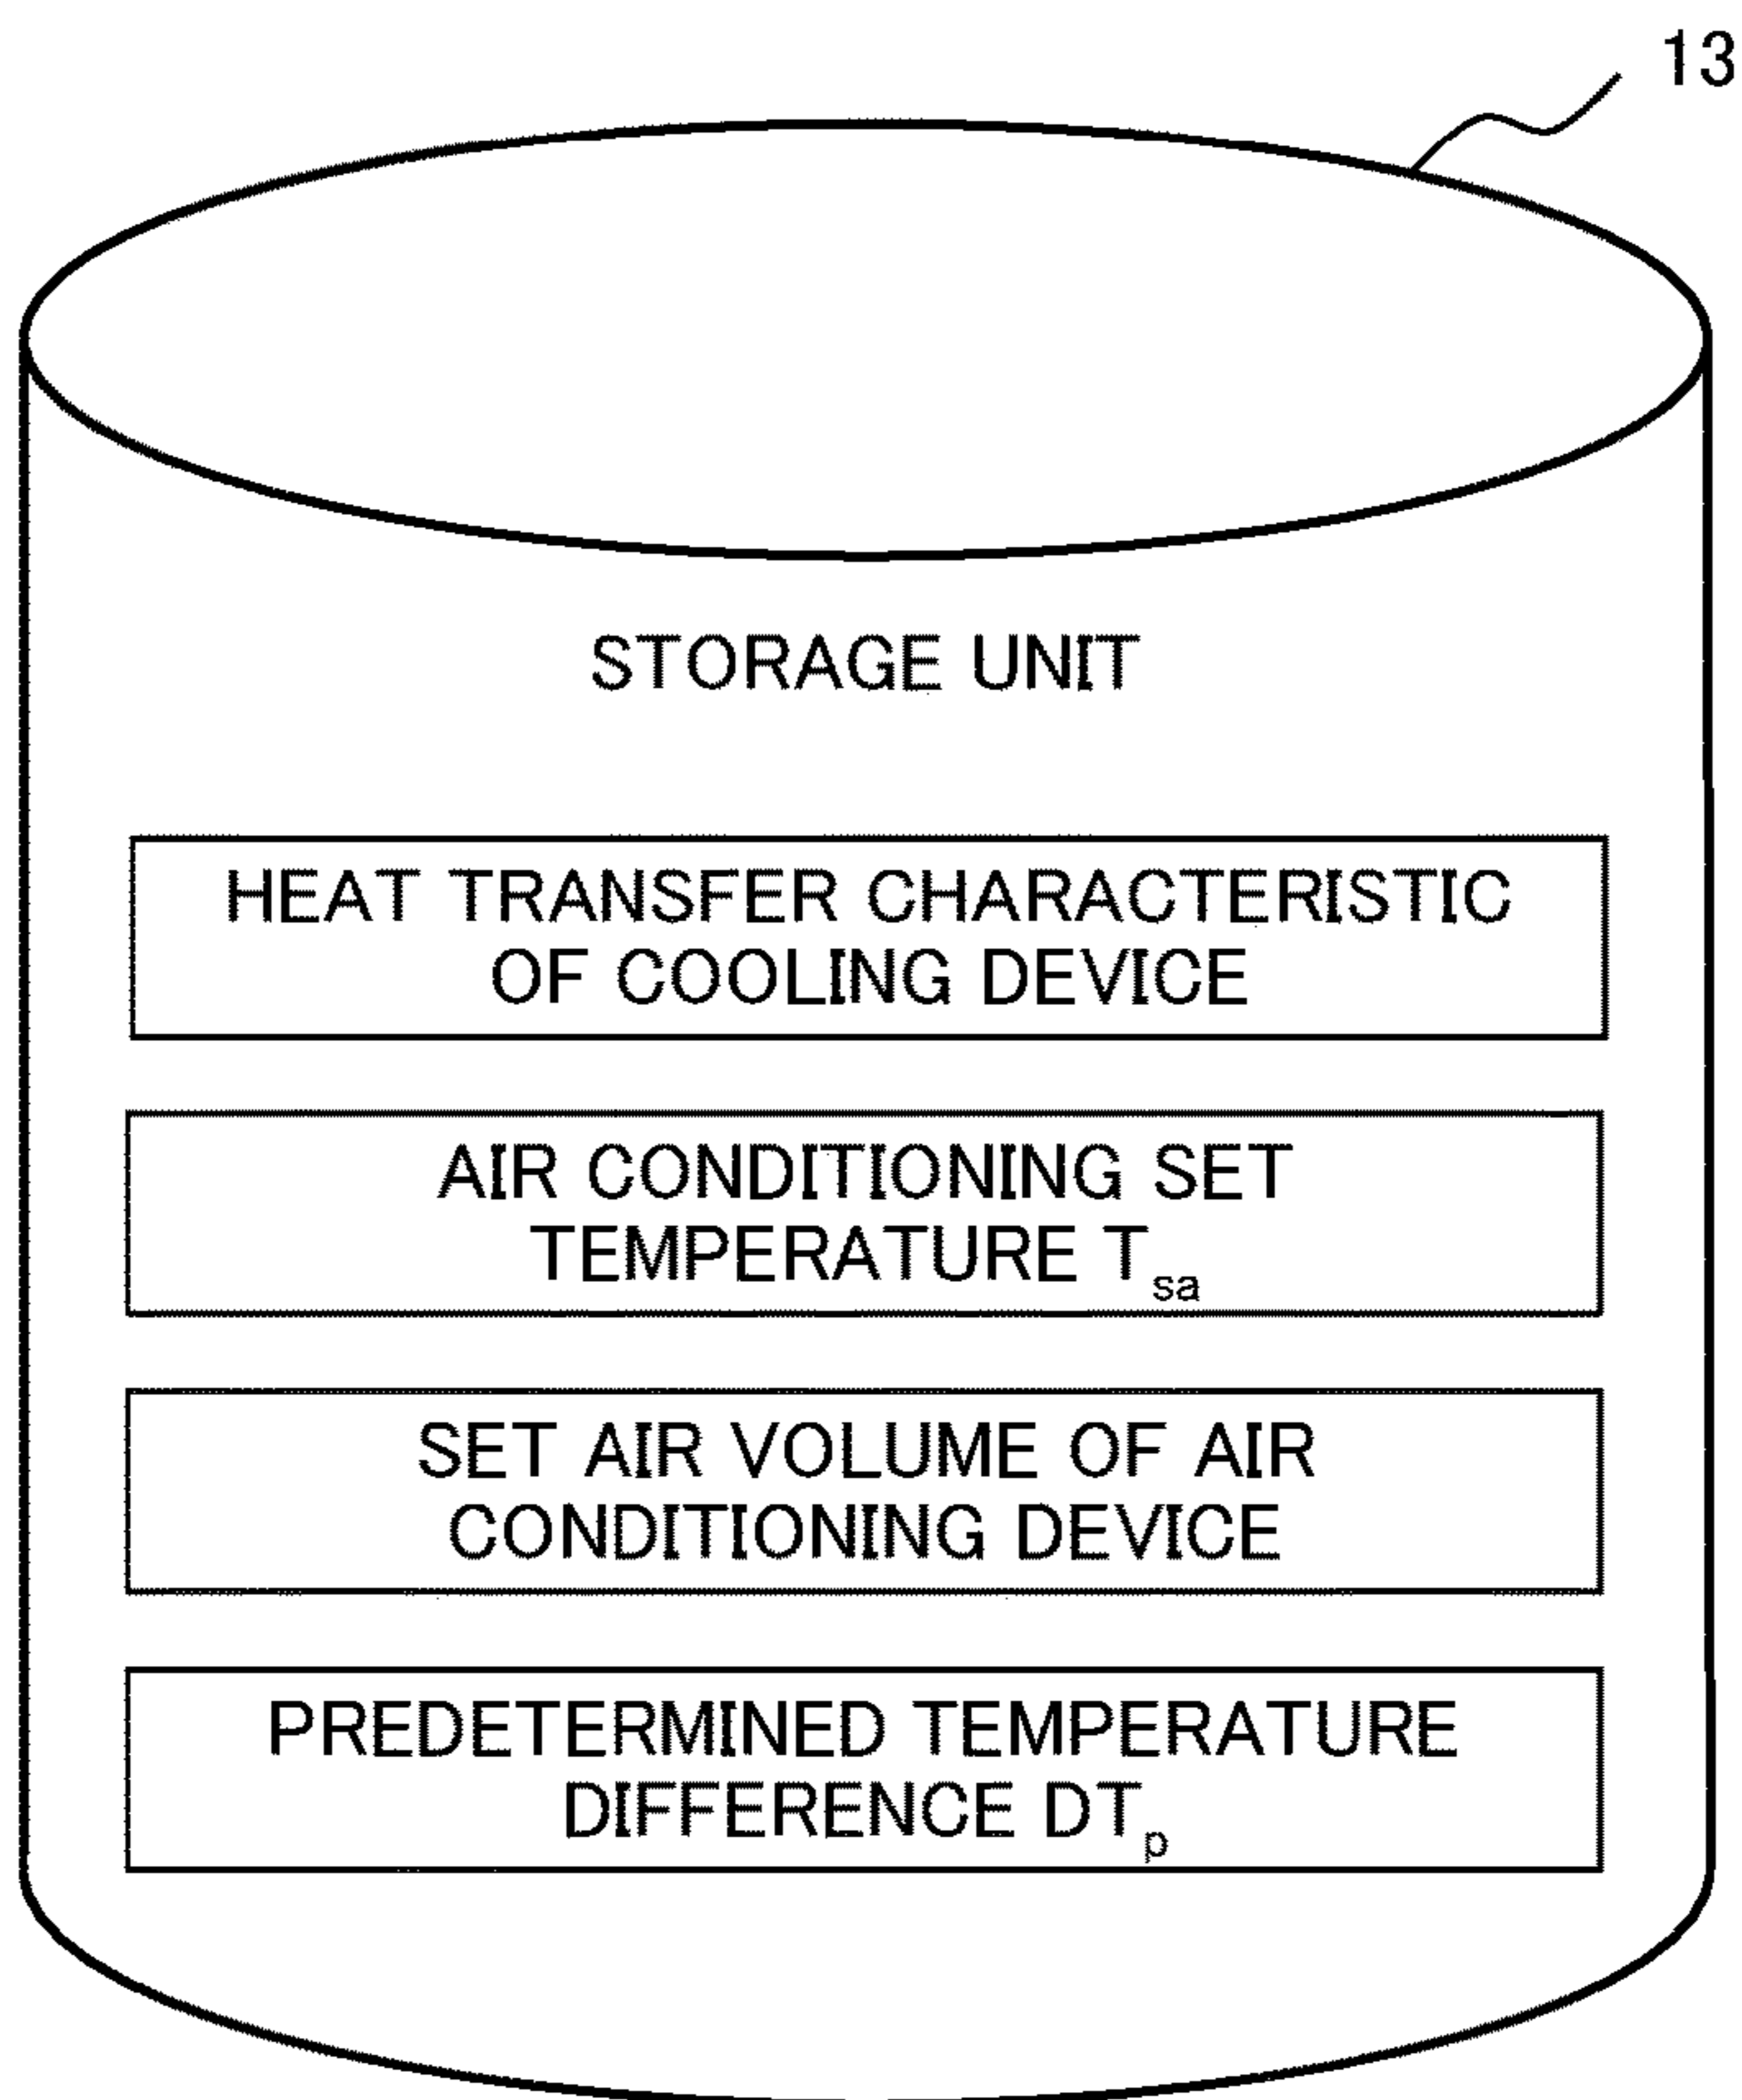 13
STORAGE UNIT
HEAT TRANSFER CHARACTERISTIC
OF COOLING DEVICE
AIR CONDITIONING SET
TEMPERATURE Tsa
SET AIR VOLUME OF AIR
CONDITIONING DEVICE
PREDETERMINED TEMPERATURE
DIFFERENCE DTp